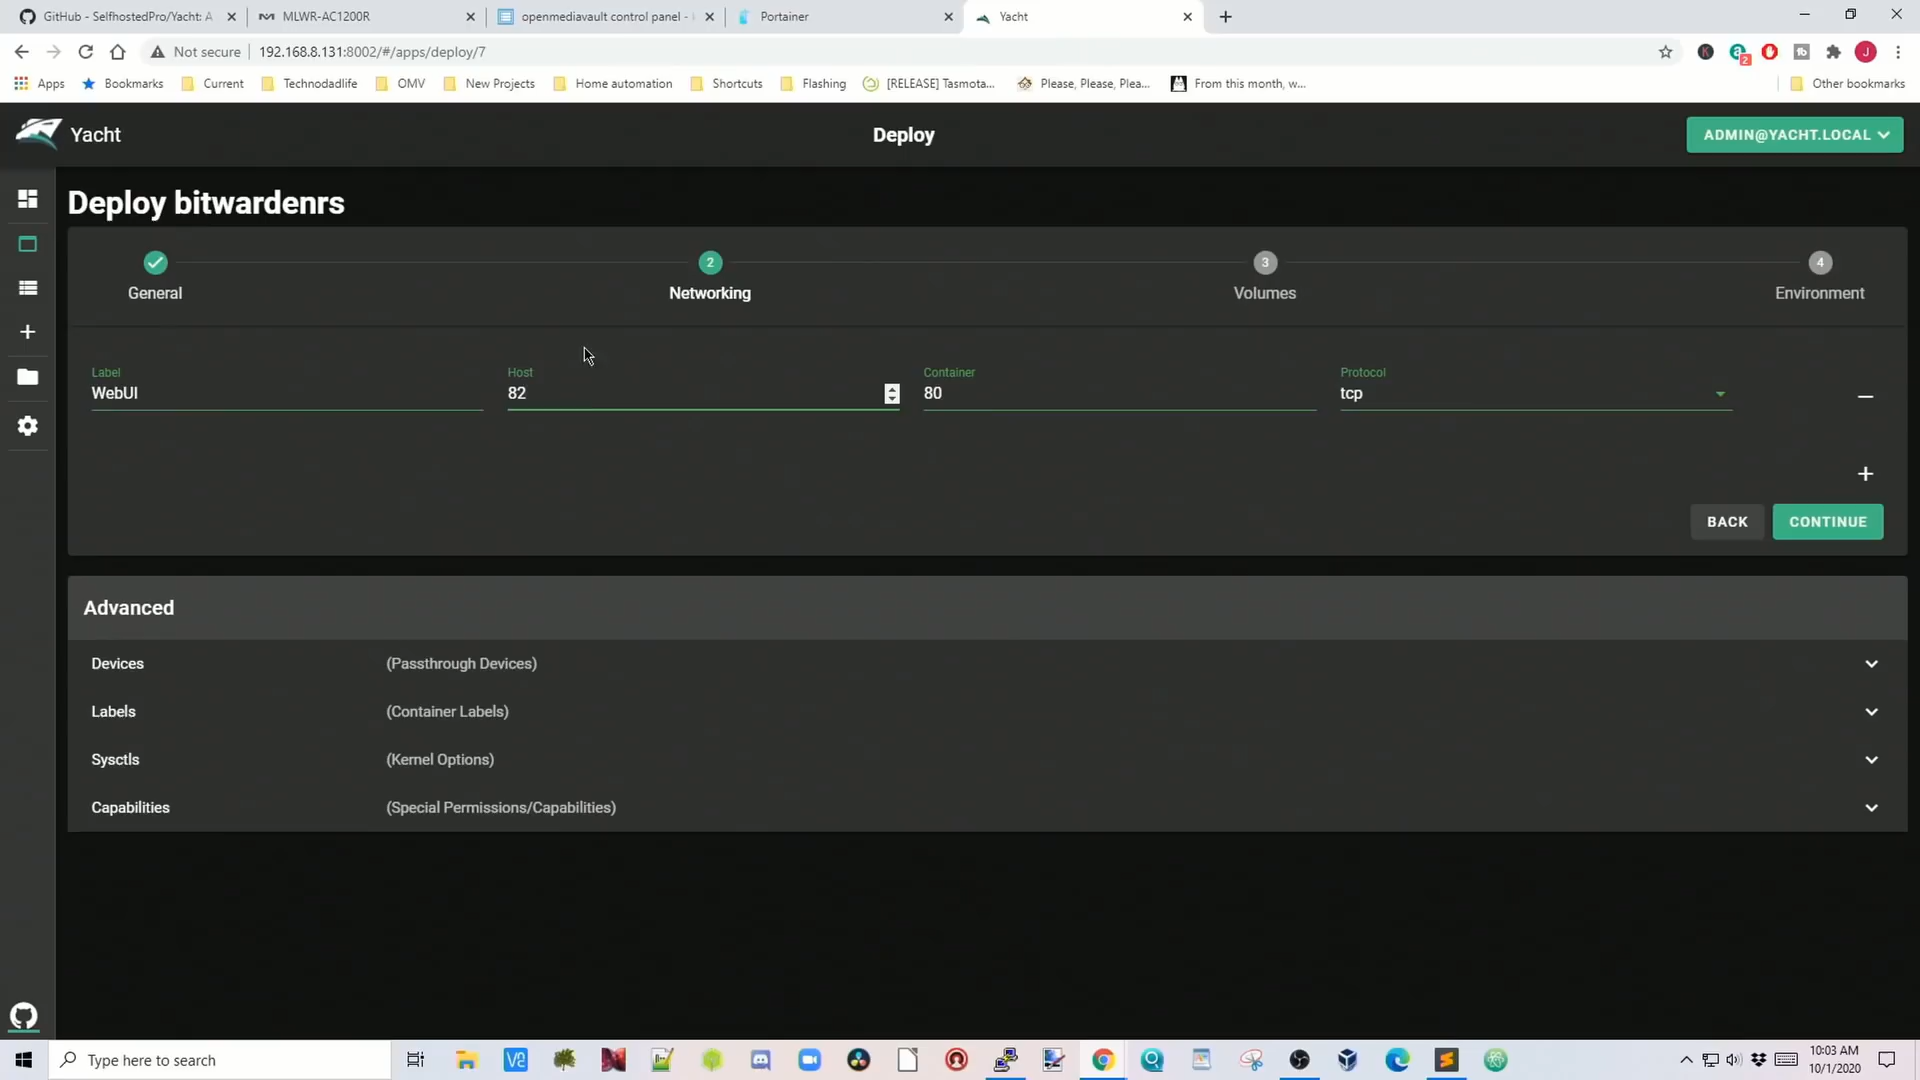 GitHub - SelfhostedPro/Yacht: A
MLWR-AC1200R
openmediavault control panel -
Portainer
Yacht
Not secure
192.168.8.131:8002/#/apps/deploy/7
Apps
Bookmarks
Current
Technodadlife
OMV
New Projects
Home automation
Shortcuts
Flashing
[RELEASE] Tasmota...
Please, Please, Plea...
From this month, w...
Other bookmarks
Yacht
Deploy
ADMIN@YACHT.LOCAL
Deploy bitwardenrs
2
3
4
General
Networking
Volumes
Environment
Label
Host
Container
Protocol
WebUI
82
80
tcp
BACK
CONTINUE
Advanced
Devices
(Passthrough Devices)
Labels
(Container Labels)
Sysctls
(Kernel Options)
Capabilities
(Special Permissions/Capabilities)
Type here to search
10:03 AM
10/1/2020